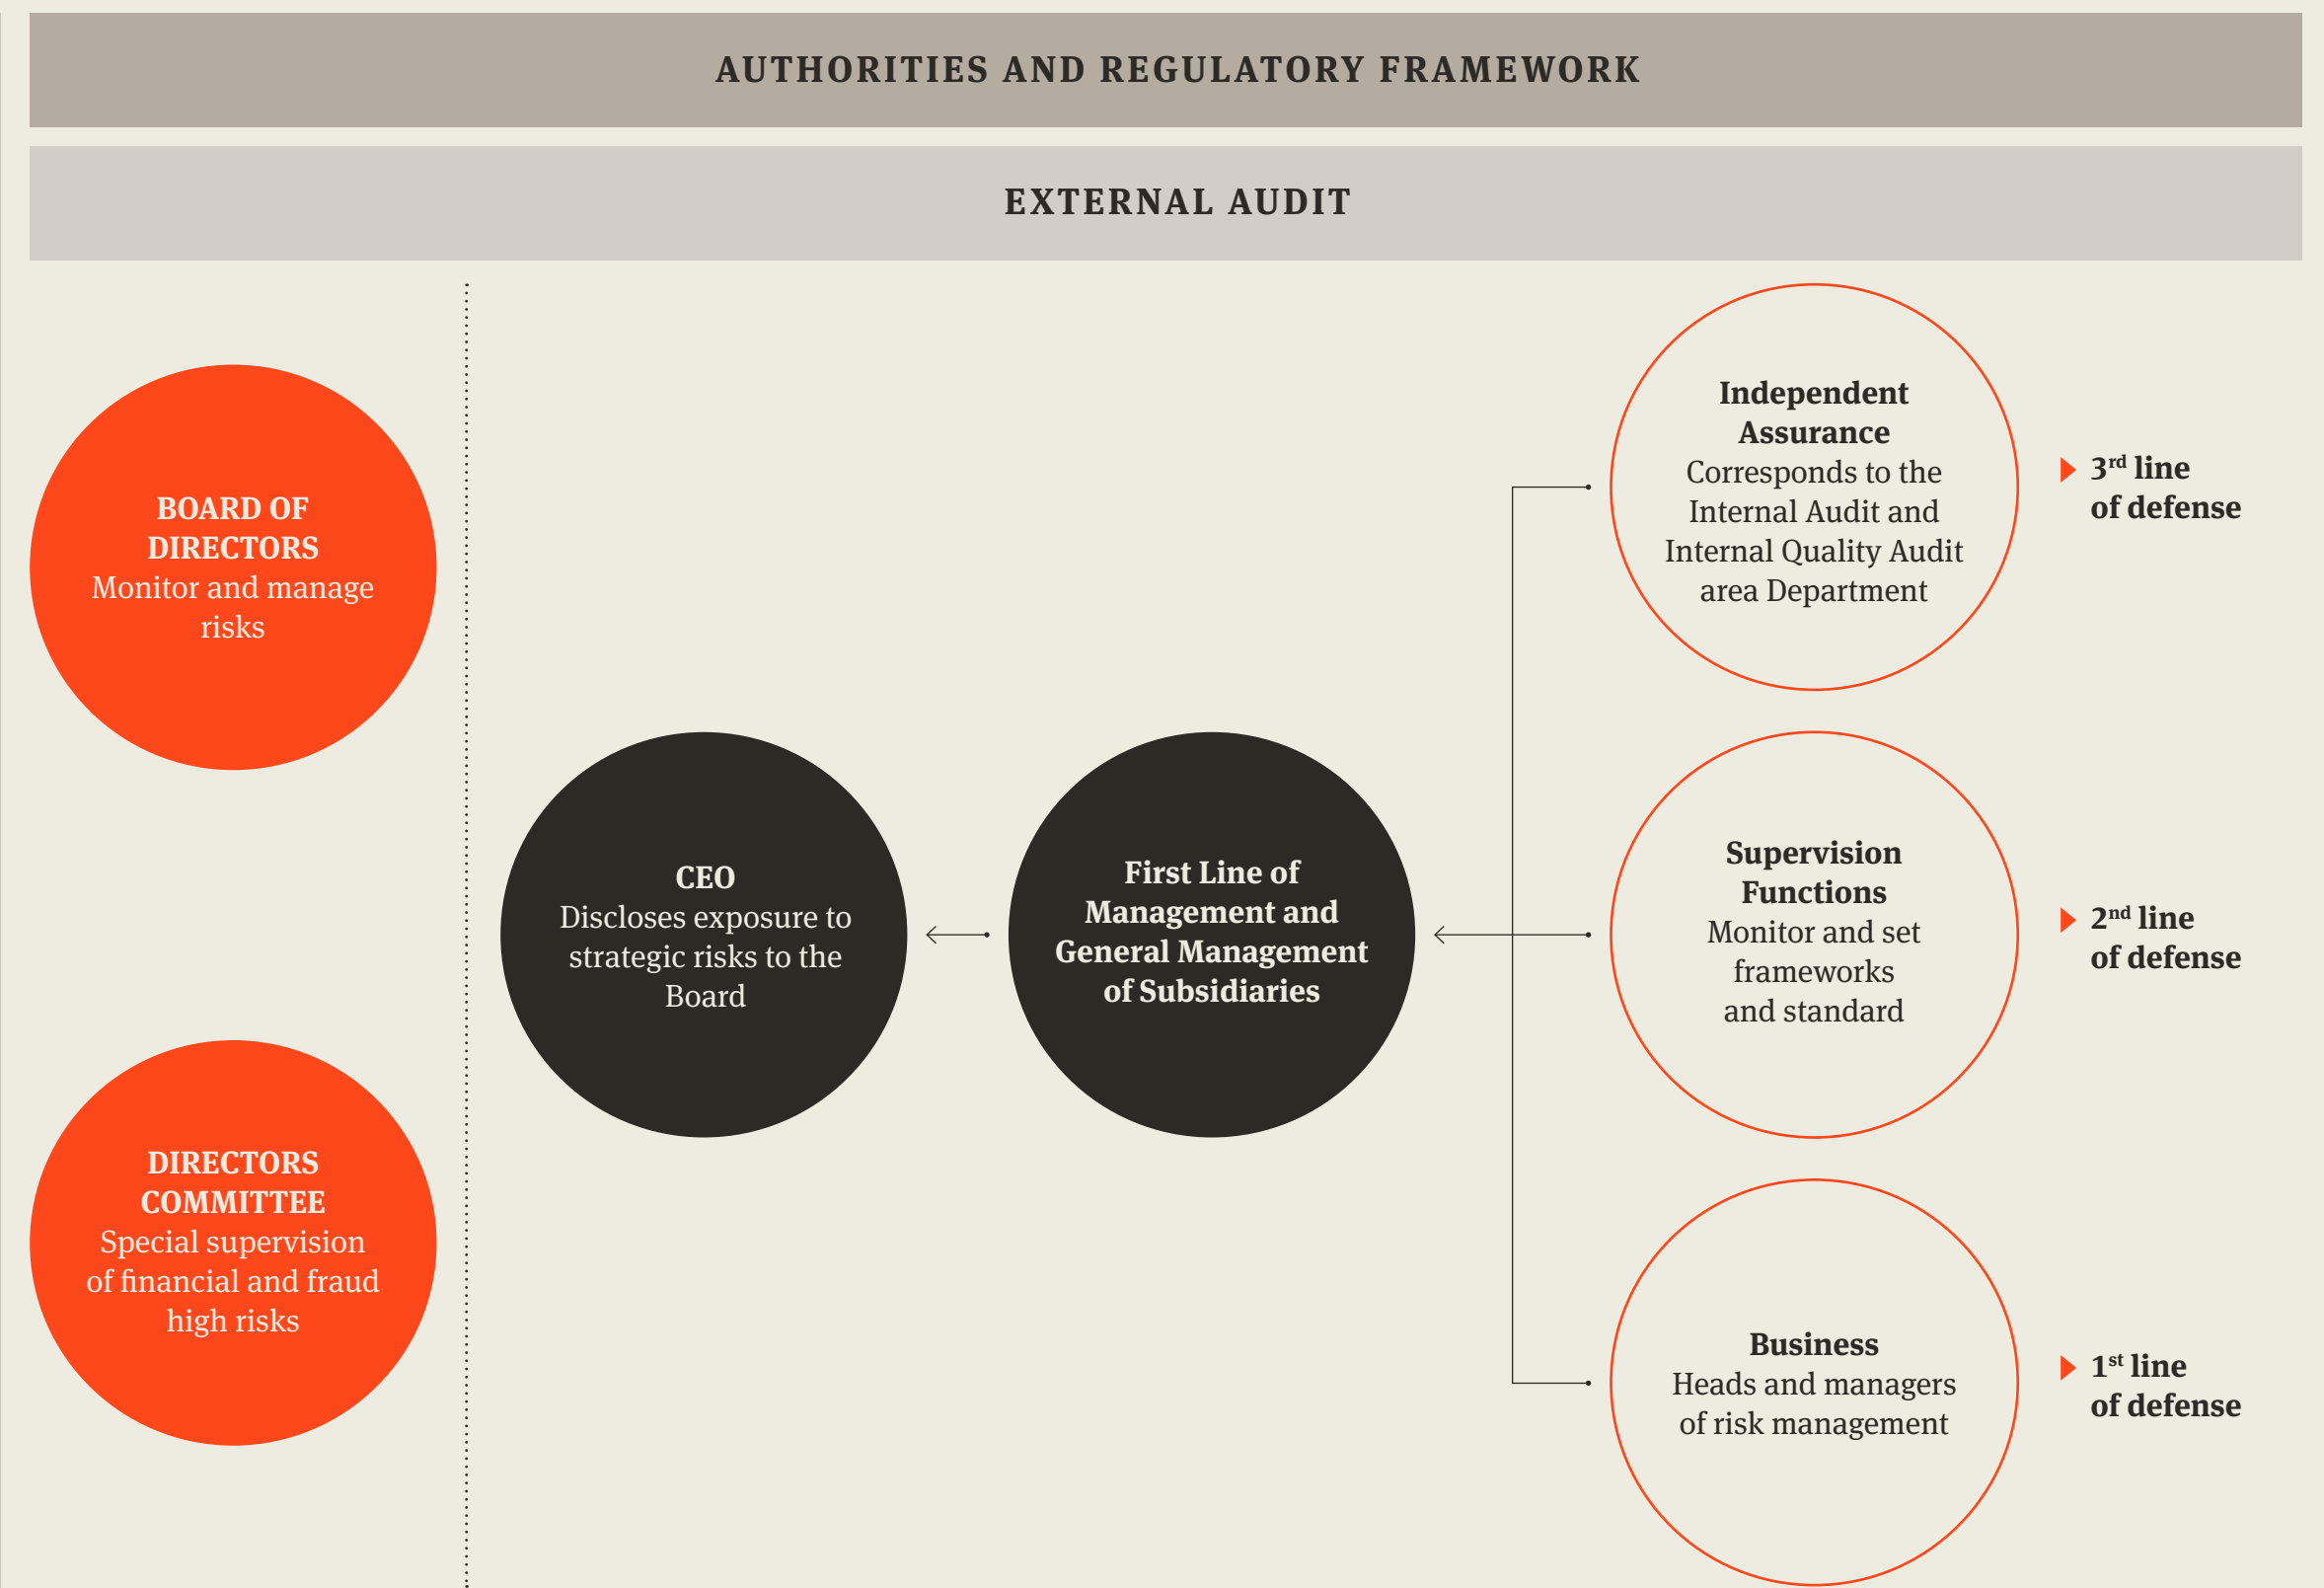 AUTHORITIES AND REGULATORY FRAMEWORK
EXTERNAL AUDIT
BOARD OF
DIRECTORS
Monitor and manage
risks
DIRECTORS
COMMITTEE
Special supervision
of financial and fraud
high risks
CEO
Discloses exposure to
strategic risks to the
Board
First Line of
Management and
General Management
of Subsidiaries
Independent
Assurance
Corresponds to the
Internal Audit and
Internal Quality Audit
area Department
3rd line
of defense
Supervision
Functions
Monitor and set
frameworks
and standard
2nd line
of defense
Business
Heads and managers
of risk management
1st line
of defense